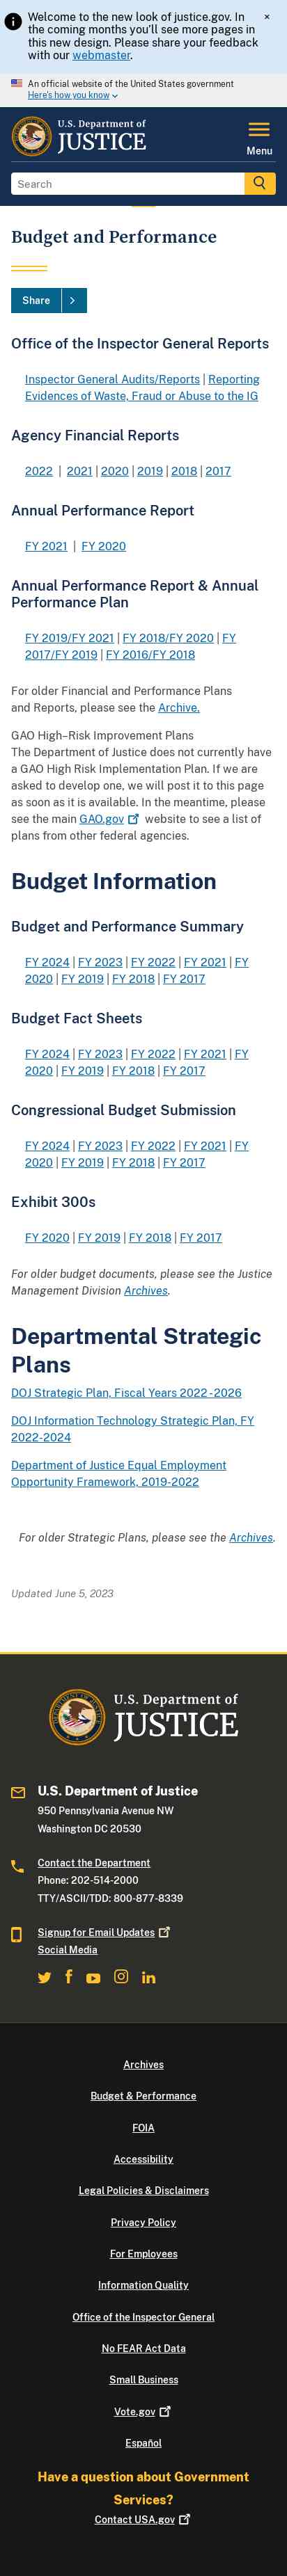 Welcome to the new look of justice.gov. In
the coming months you'll see more pages in
this new design. Please share your feedback
with our webmaster.
×
An official website of the United States government
Here's how you know
U.S. Department of
JUSTICE
Menu
Search
Budget and Performance
Share
Office of the Inspector General Reports
Inspector General Audits/Reports | Reporting
Evidences of Waste, Fraud or Abuse to the IG
Agency Financial Reports
2022 | 2021 | 2020 | 2019 | 2018 | 2017
Annual Performance Report
FY 2021 | FY 2020
Annual Performance Report & Annual
Performance Plan
FY 2019/FY 2021 | FY 2018/FY 2020 | FY
2017/FY 2019 | FY 2016/FY 2018
For older Financial and Performance Plans
and Reports, please see the Archive.
GAO High–Risk Improvement Plans
The Department of Justice does not currently have
a GAO High Risk Implementation Plan. If we are
asked to develop one, we will post it to this page
as soon as it is available. In the meantime, please
see the main GAO.gov website to see a list of
plans from other federal agencies.
Budget Information
Budget and Performance Summary
FY 2024 | FY 2023 | FY 2022 | FY 2021 | FY
2020 | FY 2019 | FY 2018 | FY 2017
Budget Fact Sheets
FY 2024 | FY 2023 | FY 2022 | FY 2021 | FY
2020 | FY 2019 | FY 2018 | FY 2017
Congressional Budget Submission
FY 2024 | FY 2023 | FY 2022 | FY 2021 | FY
2020 | FY 2019 | FY 2018 | FY 2017
Exhibit 300s
FY 2020 | FY 2019 | FY 2018 | FY 2017
For older budget documents, please see the Justice
Management Division Archives.
Departmental Strategic
Plans
DOJ Strategic Plan, Fiscal Years 2022-2026
DOJ Information Technology Strategic Plan, FY
2022-2024
Department of Justice Equal Employment
Opportunity Framework, 2019-2022
For older Strategic Plans, please see the Archives.
Updated June 5, 2023
U.S. Department of
JUSTICE
U.S. Department of Justice
950 Pennsylvania Avenue NW
Washington DC 20530
Contact the Department
Phone: 202-514-2000
TTY/ASCII/TDD: 800-877-8339
Signup for Email Updates
Social Media
Archives
Budget & Performance
FOIA
Accessibility
Legal Policies & Disclaimers
Privacy Policy
For Employees
Information Quality
Office of the Inspector General
No FEAR Act Data
Small Business
Vote.gov
Español
Have a question about Government
Services?
Contact USA.gov